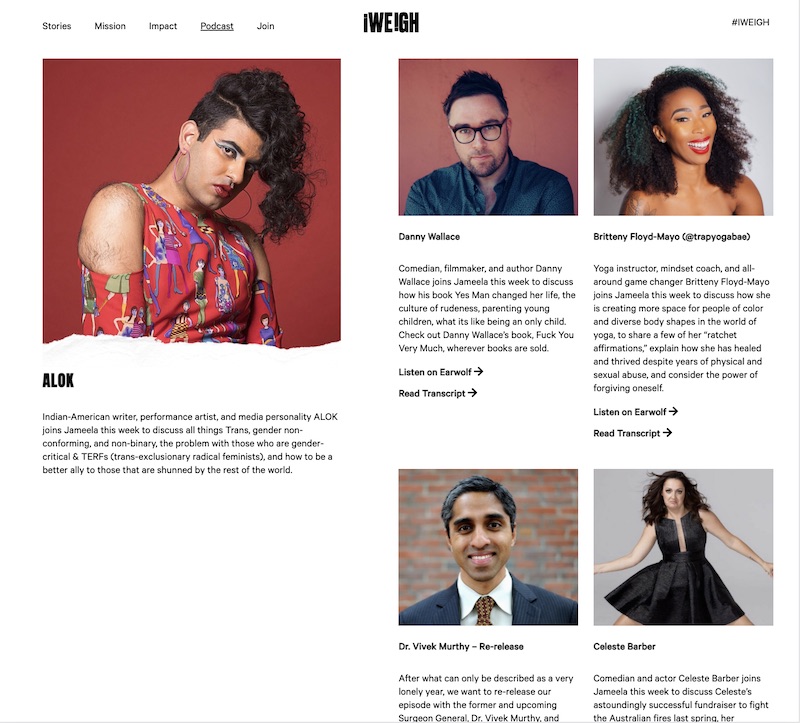 Stories Mission Impact Podcast Join
iWE!GH
#IWEIGH
ALOK
Indian-American writer, performance artist, and media personality ALOK
joins Jameela this week to discuss all things Trans, gender non-
conforming, and non-binary, the problem with those who are gender-
critical & TERFs (trans-exclusionary radical feminists), and how to be a
better ally to those that are shunned by the rest of the world.
Danny Wallace
Comedian, filmmaker, and author Danny
Wallace joins Jameela this week to discuss
how his book Yes Man changed her life, the
culture of rudeness, parenting young
children, what its like being an only child.
Check out Danny Wallace's book, Fuck You
Very Much, wherever books are sold.
Listen on Earwolf →
Read Transcript →
Britteny Floyd-Mayo (@trapyogabae)
Yoga instructor, mindset coach, and all-
around game changer Britteny Floyd-Mayo
joins Jameela this week to discuss how she
is creating more space for people of color
and diverse body shapes in the world of
yoga, to share a few of her “ratchet
affirmations,” explain how she has healed
and thrived despite years of physical and
sexual abuse, and consider the power of
forgiving oneself.
Listen on Earwolf →
Read Transcript →
Dr. Vivek Murthy – Re-release
After what can only be described as a very
lonely year, we want to re-release our
episode with the former and upcoming
Surgeon General, Dr. Vivek Murthy, and
Celeste Barber
Comedian and actor Celeste Barber joins
Jameela this week to discuss Celeste's
astoundingly successful fundraiser to fight
the Australian fires last spring, her